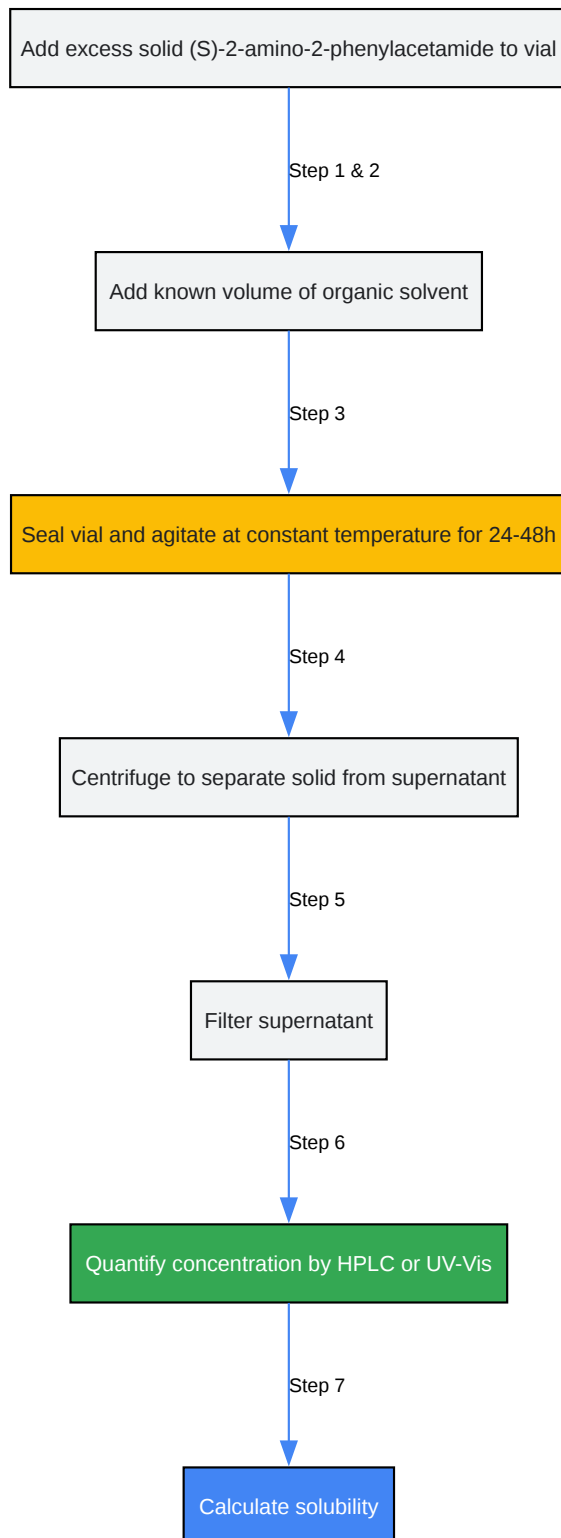 Add excess solid (S)-2-amino-2-phenylacetamide to vial
Step 1 & 2
Add known volume of organic solvent
Step 3
Seal vial and agitate at constant temperature for 24-48h
Step 4
Centrifuge to separate solid from supernatant
Step 5
Filter supernatant
Step 6
Quantify concentration by HPLC or UV-Vis
Step 7
Calculate solubility